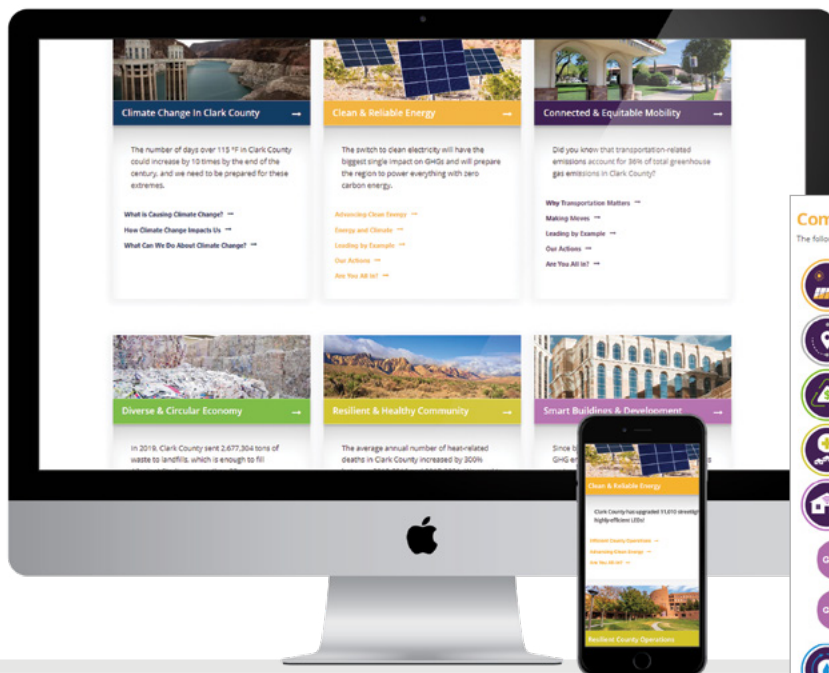 Climate Change In Clark County →
The number of days over 115 °F in Clark County
could increase by 10 times by the end of the
century, and we need to be prepared for these
extremes.
What is Causing Climate Change? →
How Climate Change Impacts Us →
What Can We Do About Climate Change? →
Clean & Reliable Energy →
The switch to clean electricity will have the
biggest single impact on GHGs and will prepare
the region to power everything with zero
carbon energy.
Advancing Clean Energy →
Energy and Climate →
Leading by Example →
Our Actions →
Are You All In? →
Connected & Equitable Mobility →
Did you know that transportation-related
emissions account for 36% of total greenhouse
gas emissions in Clark County?
Why Transportation Matters →
Making Moves →
Leading by Example →
Our Actions →
Are You All In? →
Diverse & Circular Economy →
In 2019, Clark County sent 2,677,304 tons of
waste to landfills, which is enough to fill
Resilient & Healthy Community →
The average annual number of heat-related
deaths in Clark County increased by 300%
Smart Buildings & Development →
Since
GHG
Clean & Reliable Energy
Clark County has upgraded 11,010
highly-efficient LEDs!
Efficient County Operations →
Advancing Clean Energy →
Are You All In? →
Resilient County Operations
Com
The follo